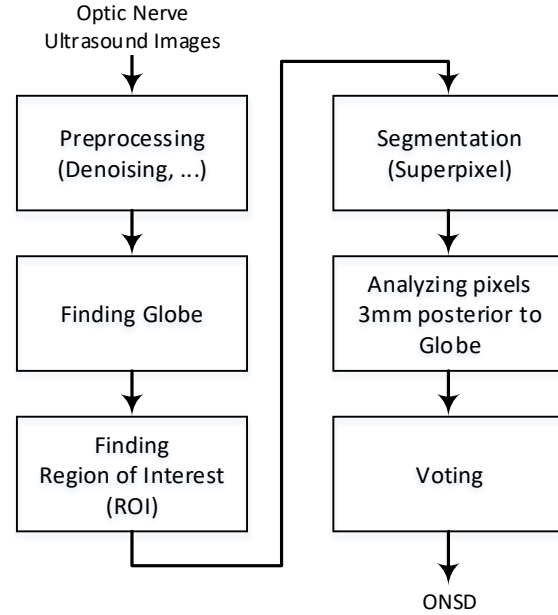 Optic Nerve
Ultrasound Images
Preprocessing
(Denoising, ...)
Finding Globe
Finding
Region of Interest
(ROI)
Segmentation
(Superpixel)
Analyzing pixels
3mm posterior to
Globe
Voting
ONSD